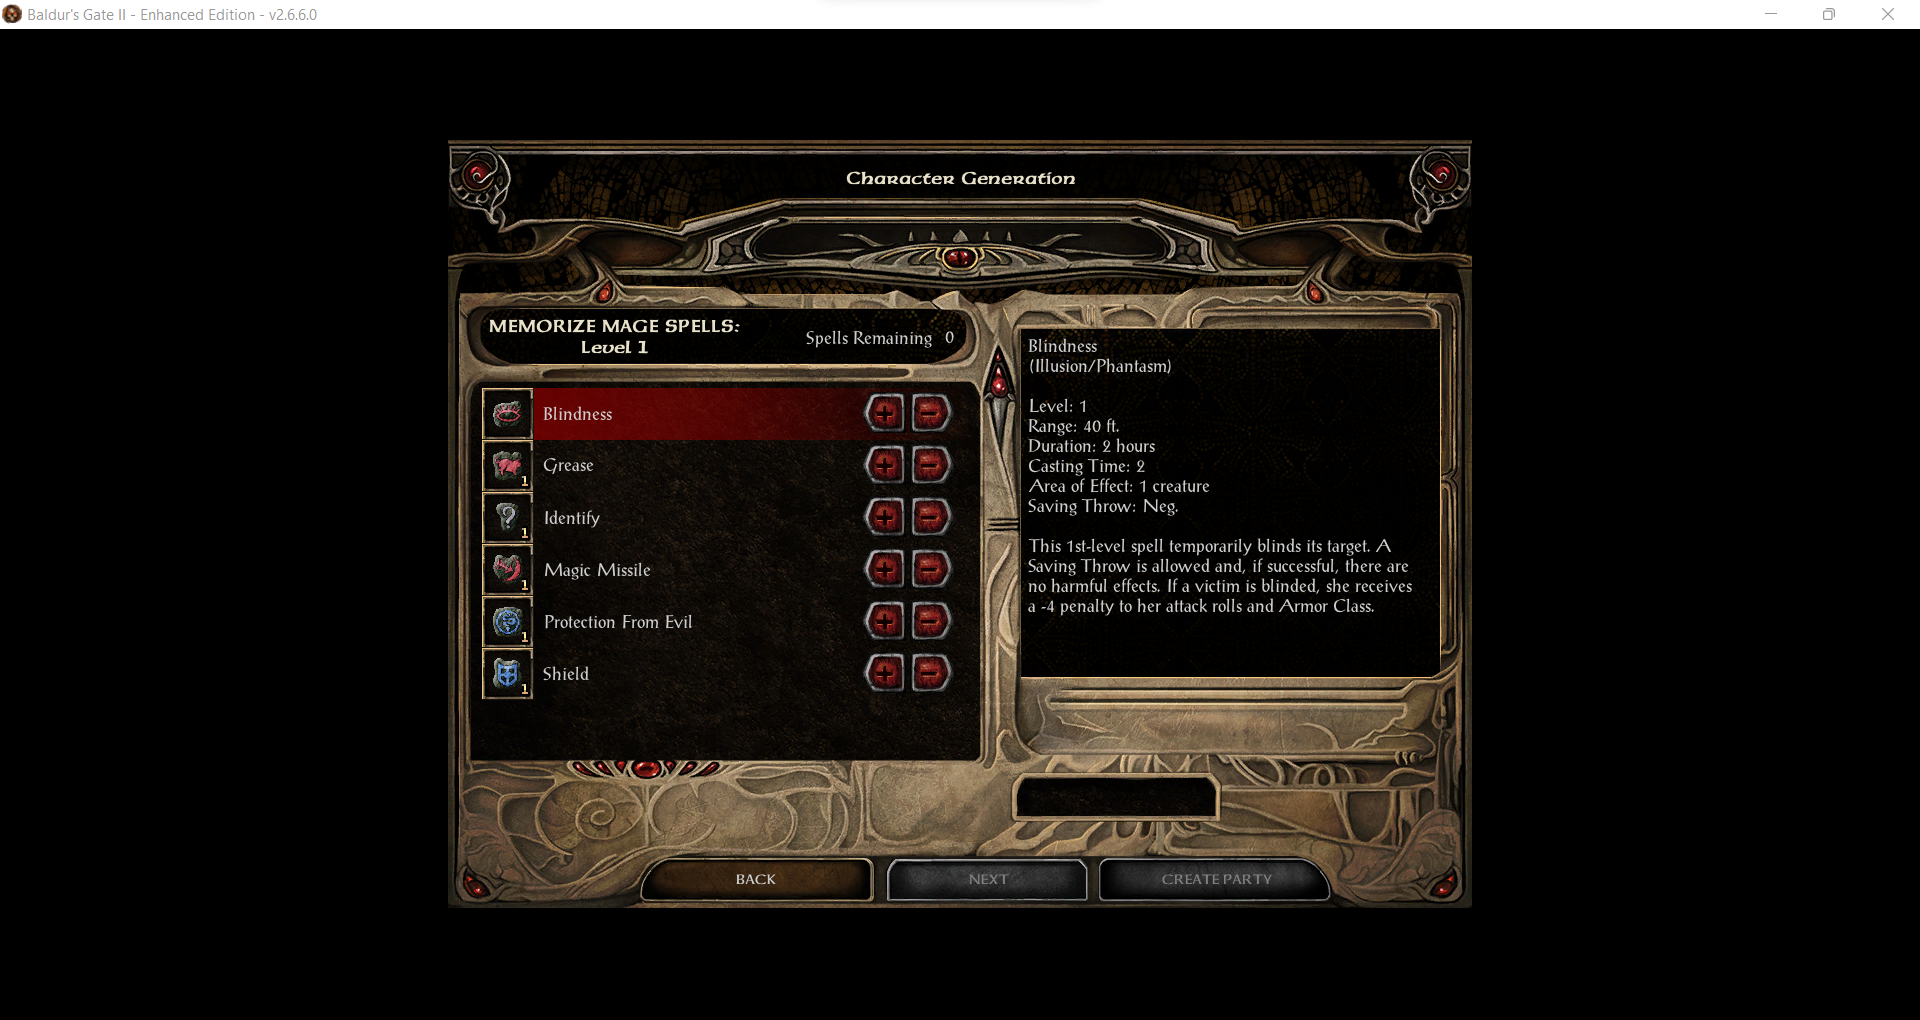 Baldur's Gate II - Enhanced Edition - v2.6.6.0
Character Generation
MEMORIZE MAGE SPELLS:
Level 1
Spells Remaining 0
Blindness
Grease
1
Identify
1
Magic Missile
1
Protection From Evil
1
Shield
1
Blindness
(Illusion/Phantasm)
Level: 1
Range: 40 ft.
Duration: 2 hours
Casting Time: 2
Area of Effect: 1 creature
Saving Throw: Neg.
This 1st-level spell temporarily blinds its target. A
Saving Throw is allowed and, if successful, there are
no harmful effects. If a victim is blinded, she receives
a -4 penalty to her attack rolls and Armor Class.
BACK
NEXT
CREATE PARTY